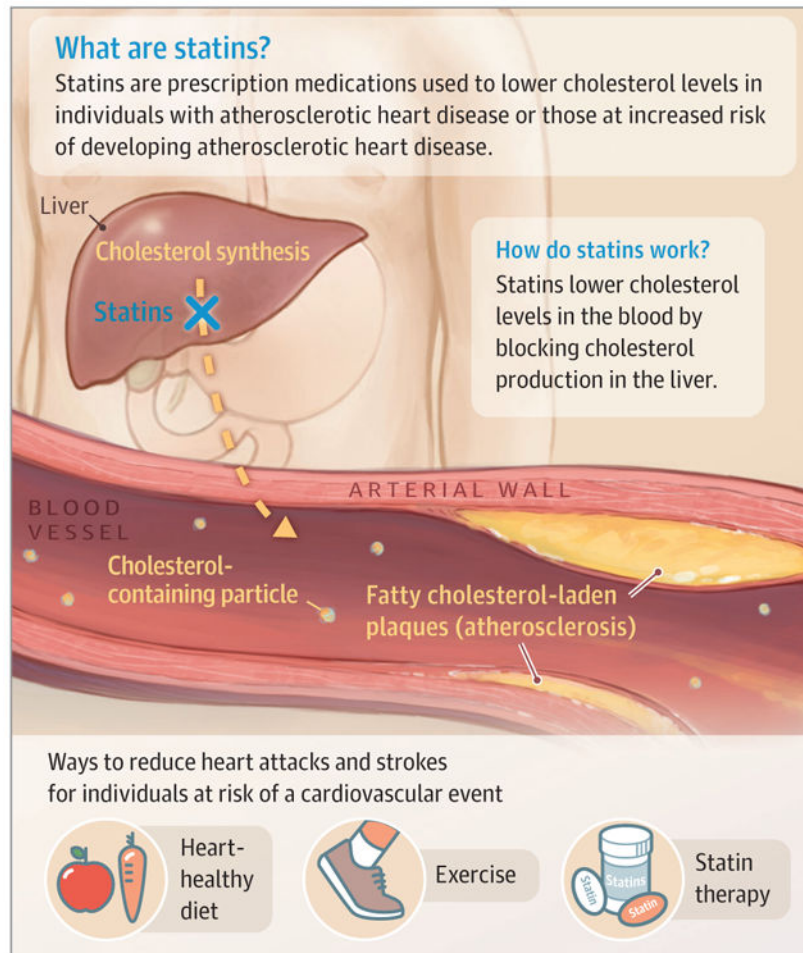 What are statins?
Statins are prescription medications used to lower cholesterol levels in
individuals with atherosclerotic heart disease or those at increased risk
of developing atherosclerotic heart disease.
Liver
Cholesterol synthesis
Statins
How do statins work?
Statins lower cholesterol
levels in the blood by
blocking cholesterol
production in the liver.
ARTERIAL WALL
BLOOD
VESSEL
Cholesterol-
containing particle
Fatty cholesterol-laden
plaques (atherosclerosis)
Ways to reduce heart attacks and strokes
for individuals at risk of a cardiovascular event
Heart-
healthy
diet
Exercise
Statins
Statin
Statin
Statin
therapy